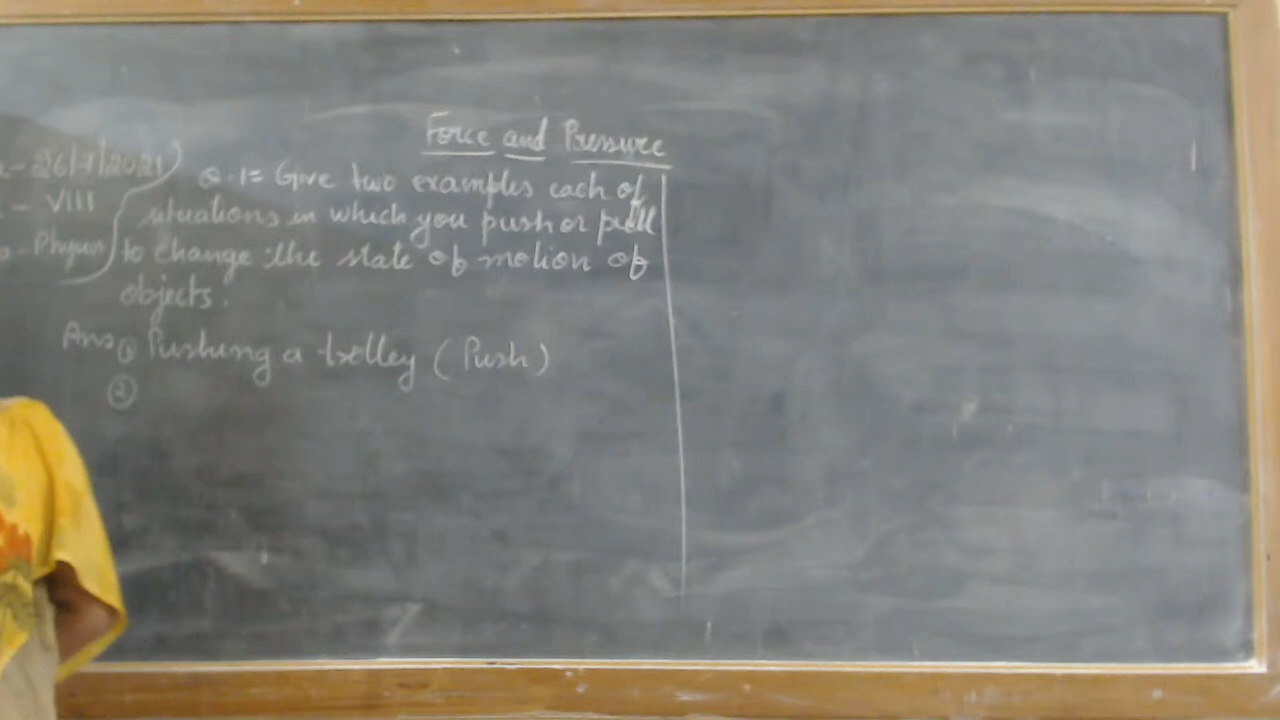 Force and Pressure
- 26/7/2021
- VIII
- Physics
Q.1= Give two examples each of
situations in which you push or pull
to change the state of motion of
objects.
Ans ① Pushing a trolley (Push)
②